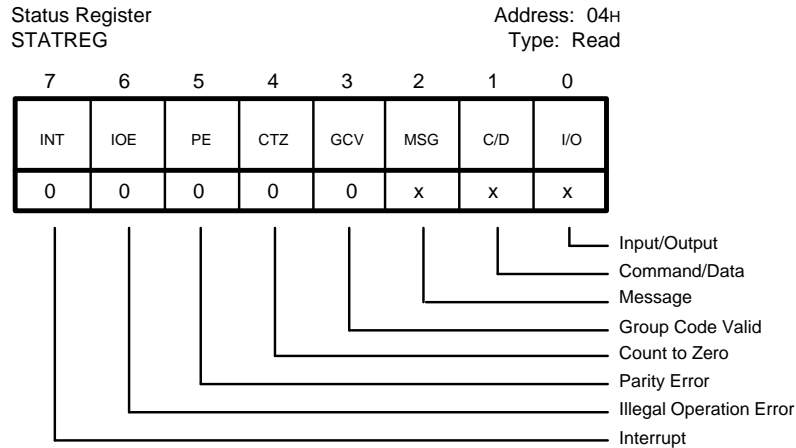 Status Register Address: 04H
STATREG Type: Read
7 6 5 4 3 2 1 0
INT IOE PE CTZ GCV MSG C/D I/O
0 0 0 0 0 x x x
Input/Output
Command/Data
Message
Group Code Valid
Count to Zero
Parity Error
Illegal Operation Error
Interrupt